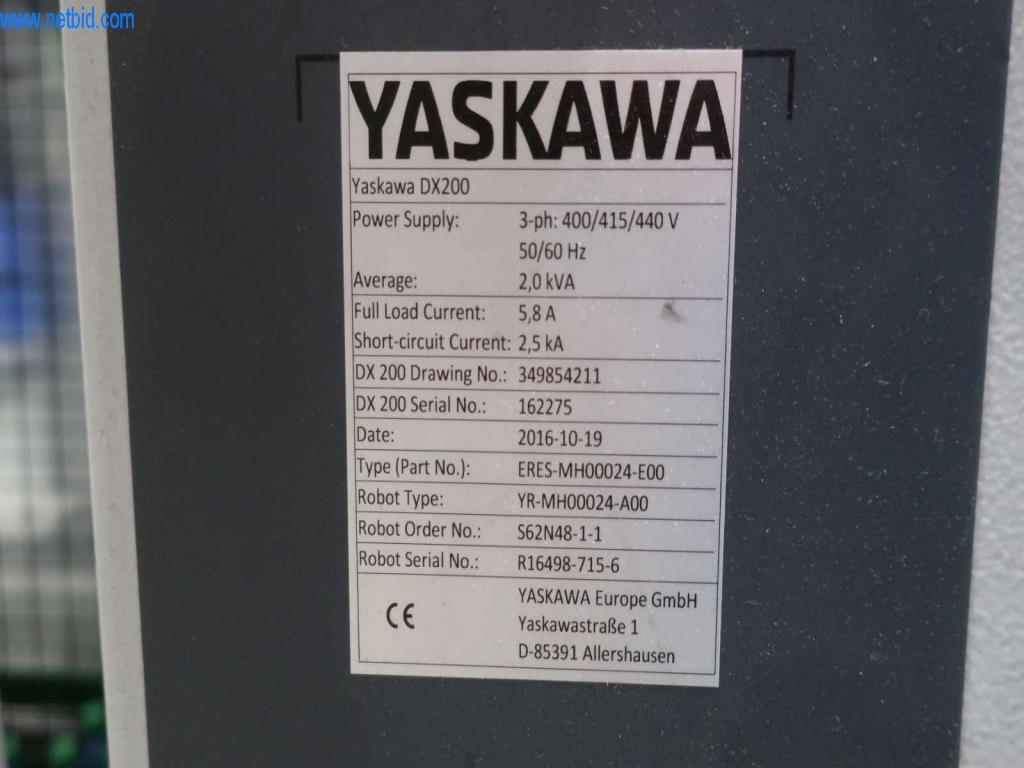 www.netbid.com
YASKAWA
Yaskawa DX200
Power Supply: 3-ph: 400/415/440 V
50/60 Hz
Average: 2,0 kVA
Full Load Current: 5,8 A
Short-circuit Current: 2,5 kA
DX 200 Drawing No.: 349854211
DX 200 Serial No.: 162275
Date: 2016-10-19
Type (Part No.): ERES-MH00024-E00
Robot Type: YR-MH00024-A00
Robot Order No.: S62N48-1-1
Robot Serial No.: R16498-715-6
CE
YASKAWA Europe GmbH
Yaskawastraße 1
D-85391 Allershausen